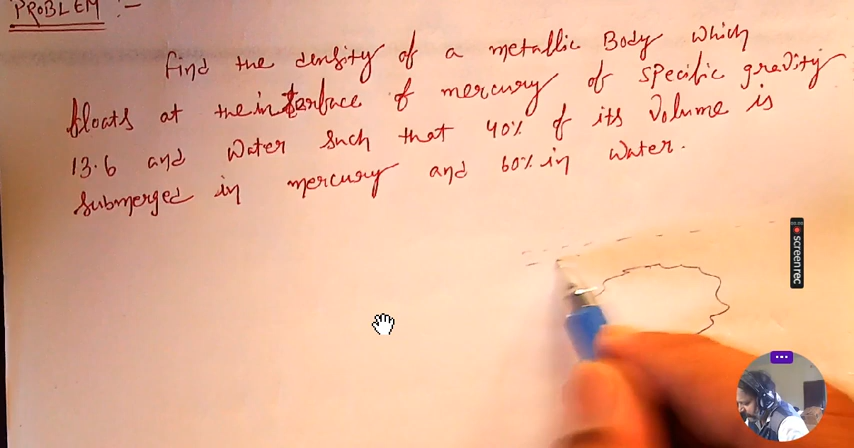 PROBLEM :-
Find the density of a metallic Body which
floats at the interface of mercury of specific gravity
13.6 and Water such that 40% of its Volume is
submerged in mercury and 60% in Water.
screenrec